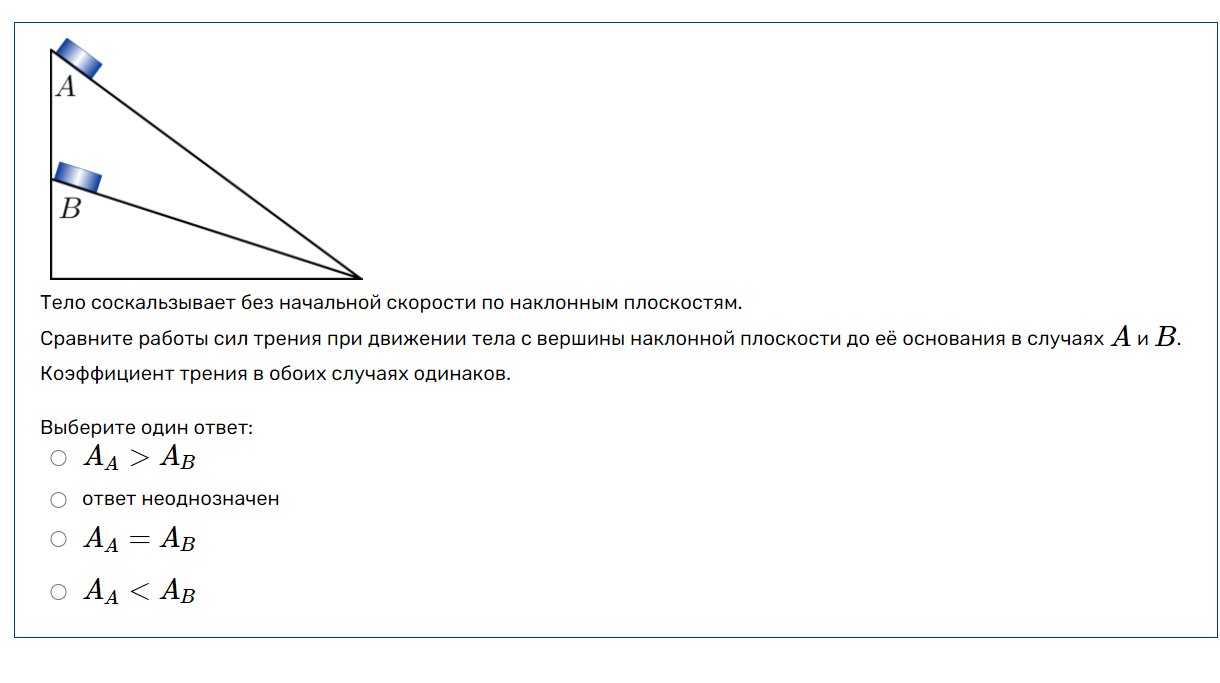 A
B
Тело соскальзывает без начальной скорости по наклонным плоскостям.
Сравните работы сил трения при движении тела с вершины наклонной плоскости до её основания в случаях A и B.
Коэффициент трения в обоих случаях одинаков.
Выберите один ответ:
A_A > A_B
ответ неоднозначен
A_A = A_B
A_A < A_B